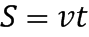 S = vt